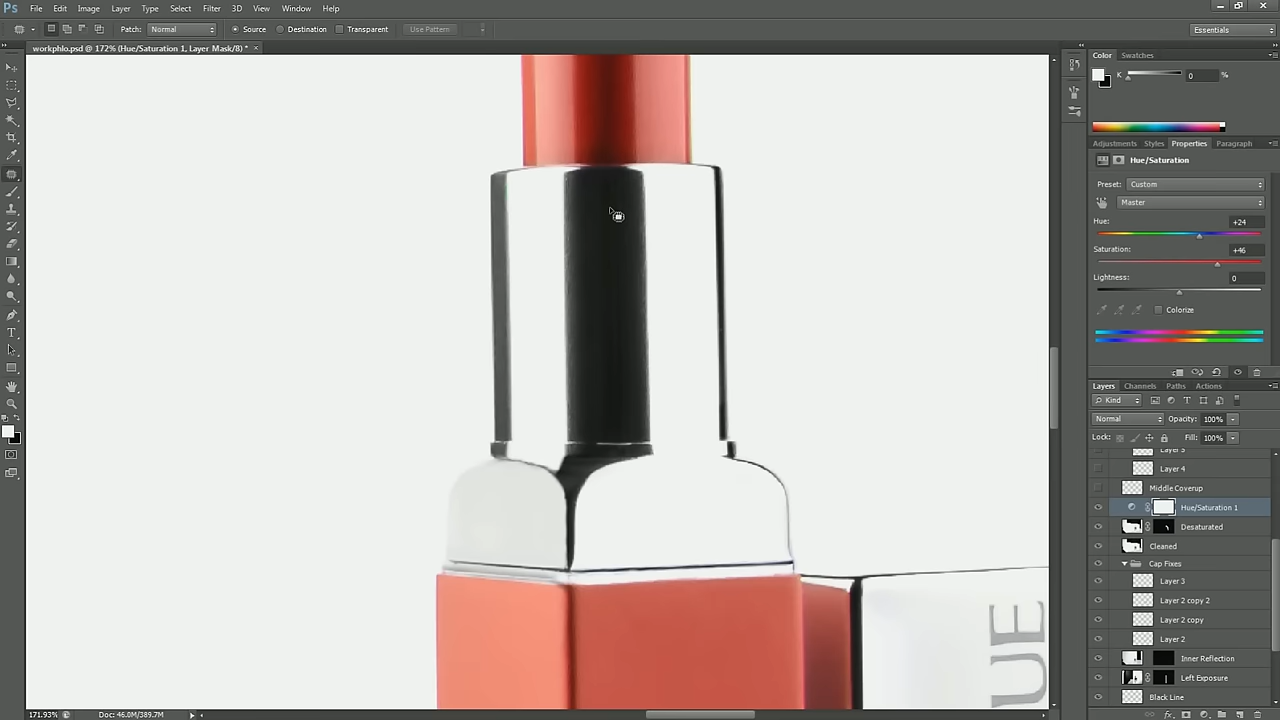 Ps File Edit Image Layer Type Select Filter 3D View Window Help
Patch: Normal Source Destination Transparent Use Pattern Essentials
workphlo.psd @ 172% (Hue/Saturation 1, Layer Mask/8) * ×
Color Swatches
K 0 %
Adjustments Styles Properties Paragraph
Hue/Saturation
Preset: Custom
Master
Hue: +24
Saturation: +46
Lightness: 0
Colorize
Layers Channels Paths Actions
Kind
Normal Opacity: 100%
Lock: Fill: 100%
Layer 5
Layer 4
Middle Coverup
Hue/Saturation 1
Desaturated
Cleaned
Cap Fixes
Layer 3
Layer 2 copy 2
Layer 2 copy
Layer 2
Inner Reflection
Left Exposure
Black Line
UE
171.93% Doc: 46.0M/389.7M